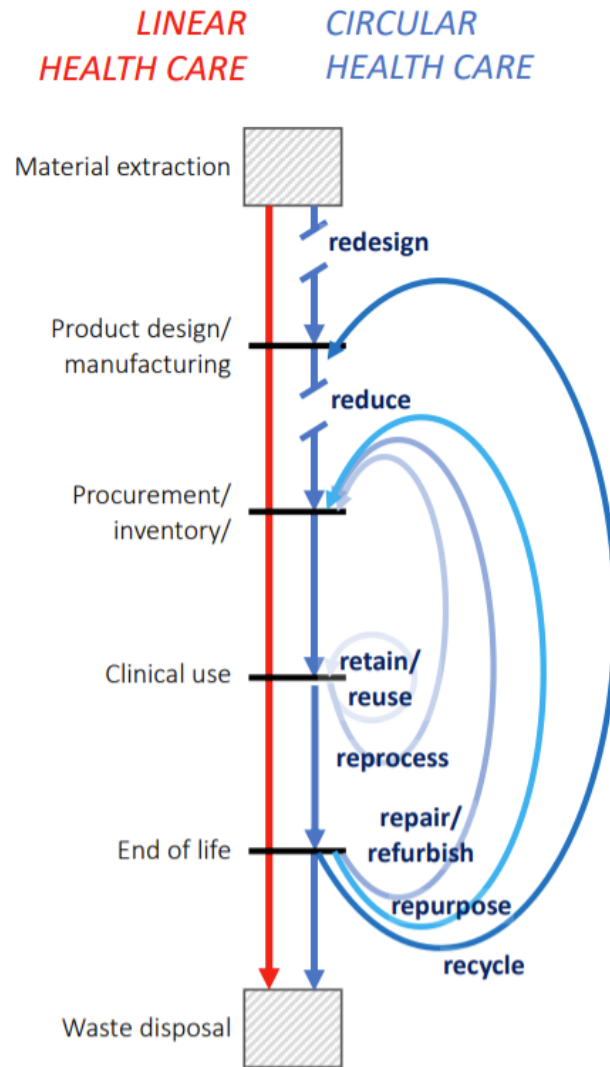 LINEAR
HEALTH CARE
CIRCULAR
HEALTH CARE
Material extraction
redesign
Product design/
manufacturing
reduce
Procurement/
inventory/
Clinical use
retain/
reuse
reprocess
repair/
refurbish
End of life
repurpose
recycle
Waste disposal